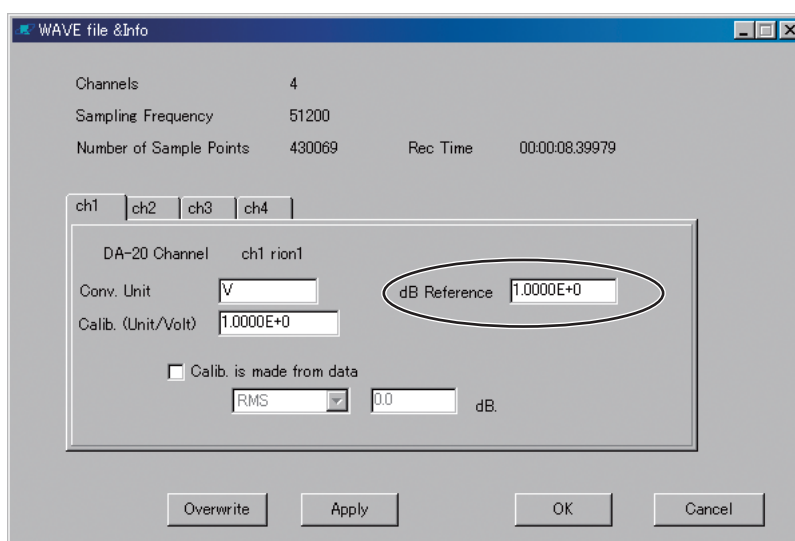 WAVE file &Info
Channels 4
Sampling Frequency 51200
Number of Sample Points 430069 Rec Time 00:00:08.39979
ch1 ch2 ch3 ch4
DA-20 Channel ch1 rion1
Conv. Unit V dB Reference 1.0000E+0
Calib. (Unit/Volt) 1.0000E+0
Calib. is made from data
RMS 0.0 dB.
Overwrite Apply OK Cancel